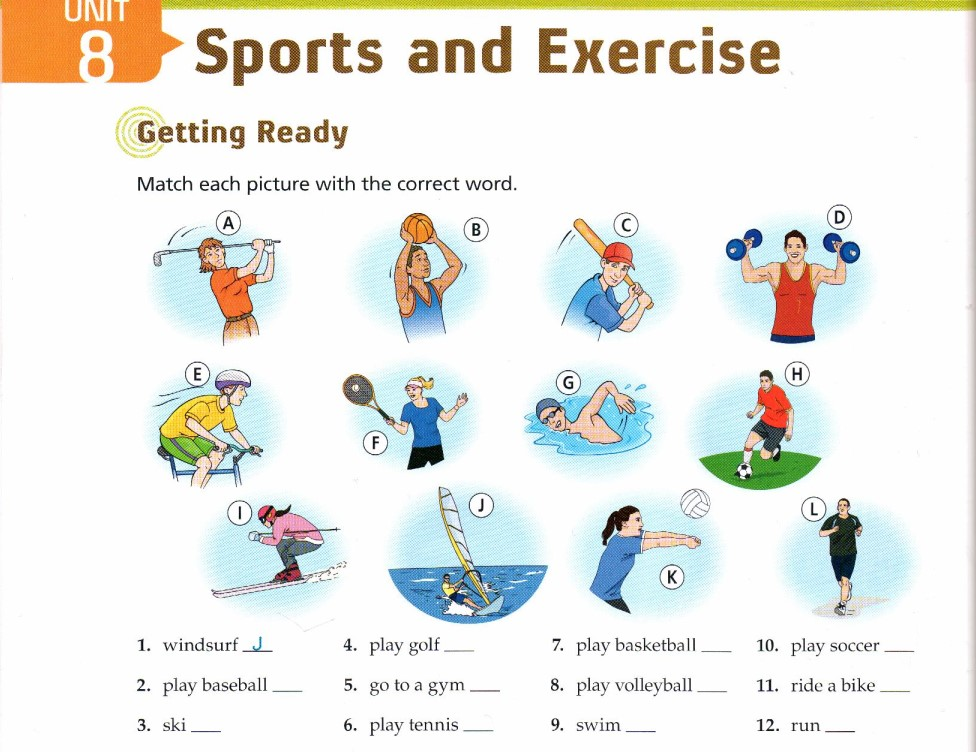 UNIT
8
Sports and Exercise
Getting Ready
Match each picture with the correct word.
A
B
C
D
E
F
G
H
I
J
K
L
1. windsurf J
4. play golf ___
7. play basketball ___
10. play soccer ___
2. play baseball ___
5. go to a gym ___
8. play volleyball ___
11. ride a bike ___
3. ski ___
6. play tennis ___
9. swim ___
12. run ___